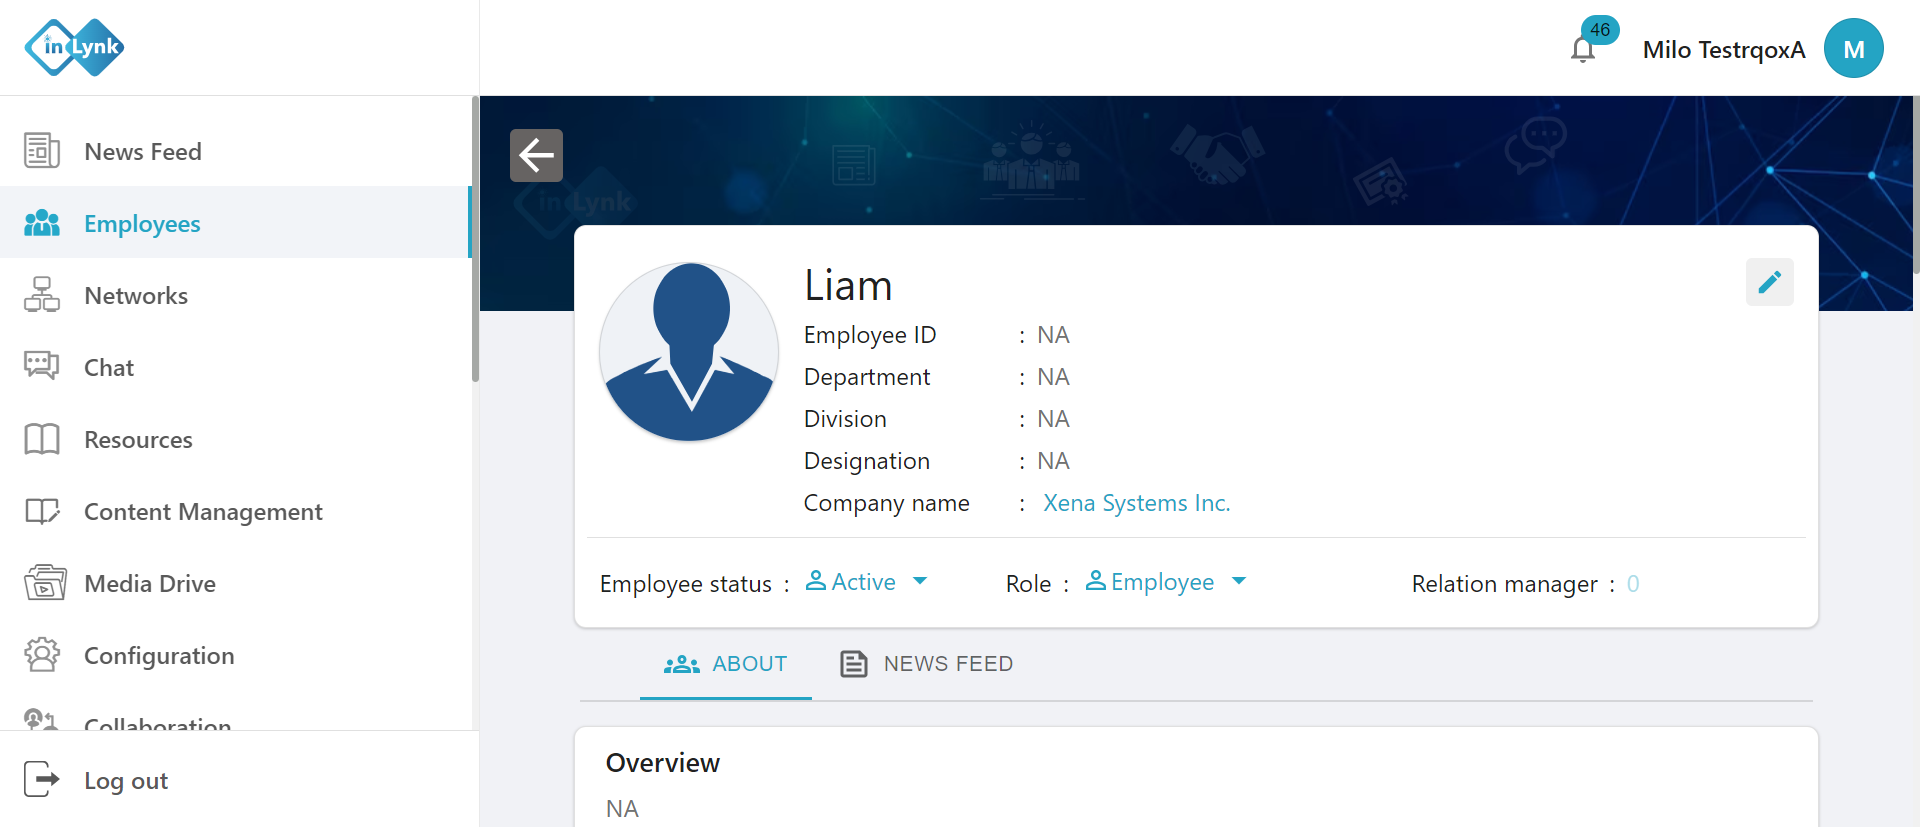 inLynk
46
Milo TestrqoxA
M
News Feed
Employees
Networks
Chat
Resources
Content Management
Media Drive
Configuration
Collaboration
Log out
inLynk
Liam
Employee ID : NA
Department : NA
Division : NA
Designation : NA
Company name : Xena Systems Inc.
Employee status : Active Role : Employee Relation manager : 0
ABOUT NEWS FEED
Overview
NA